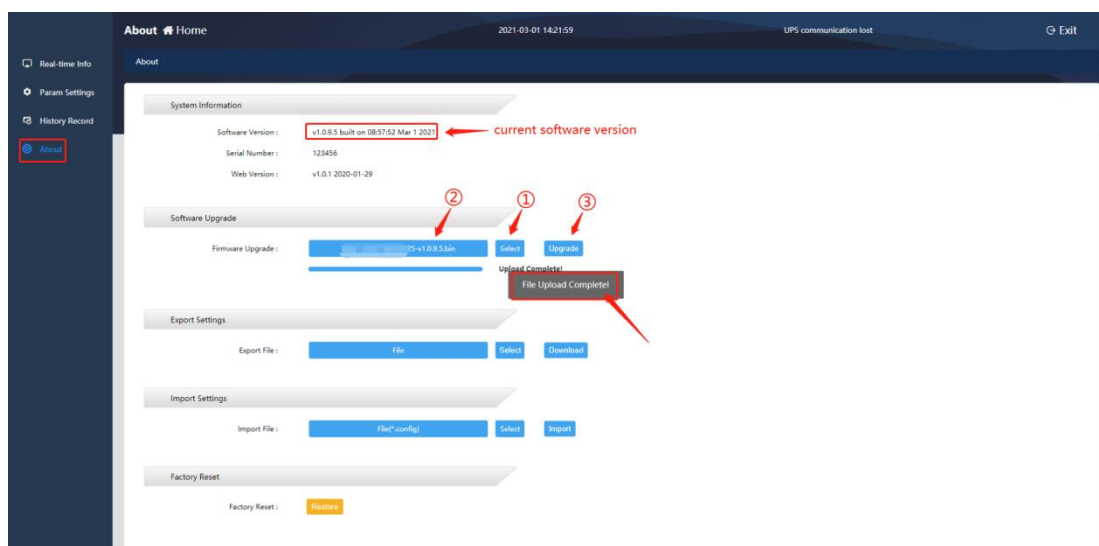 About Home 2021-03-01 14:21:59 UPS communication lost Exit
Real-time Info
Param Settings
History Record
About
About
System Information
Software Version : v1.0.9.5 built on 08:57:52 Mar 1 2021 current software version
Serial Number : 123456
Web Version : v1.0.1 2020-01-29
② ① ③
Software Upgrade
Firmware Upgrade : 25-v1.0.9.5.bin Select Upgrade
Upload Complete!
File Upload Complete!
Export Settings
Export File : File Select Download
Import Settings
Import File : File(*.config) Select Import
Factory Reset
Factory Reset : Restore